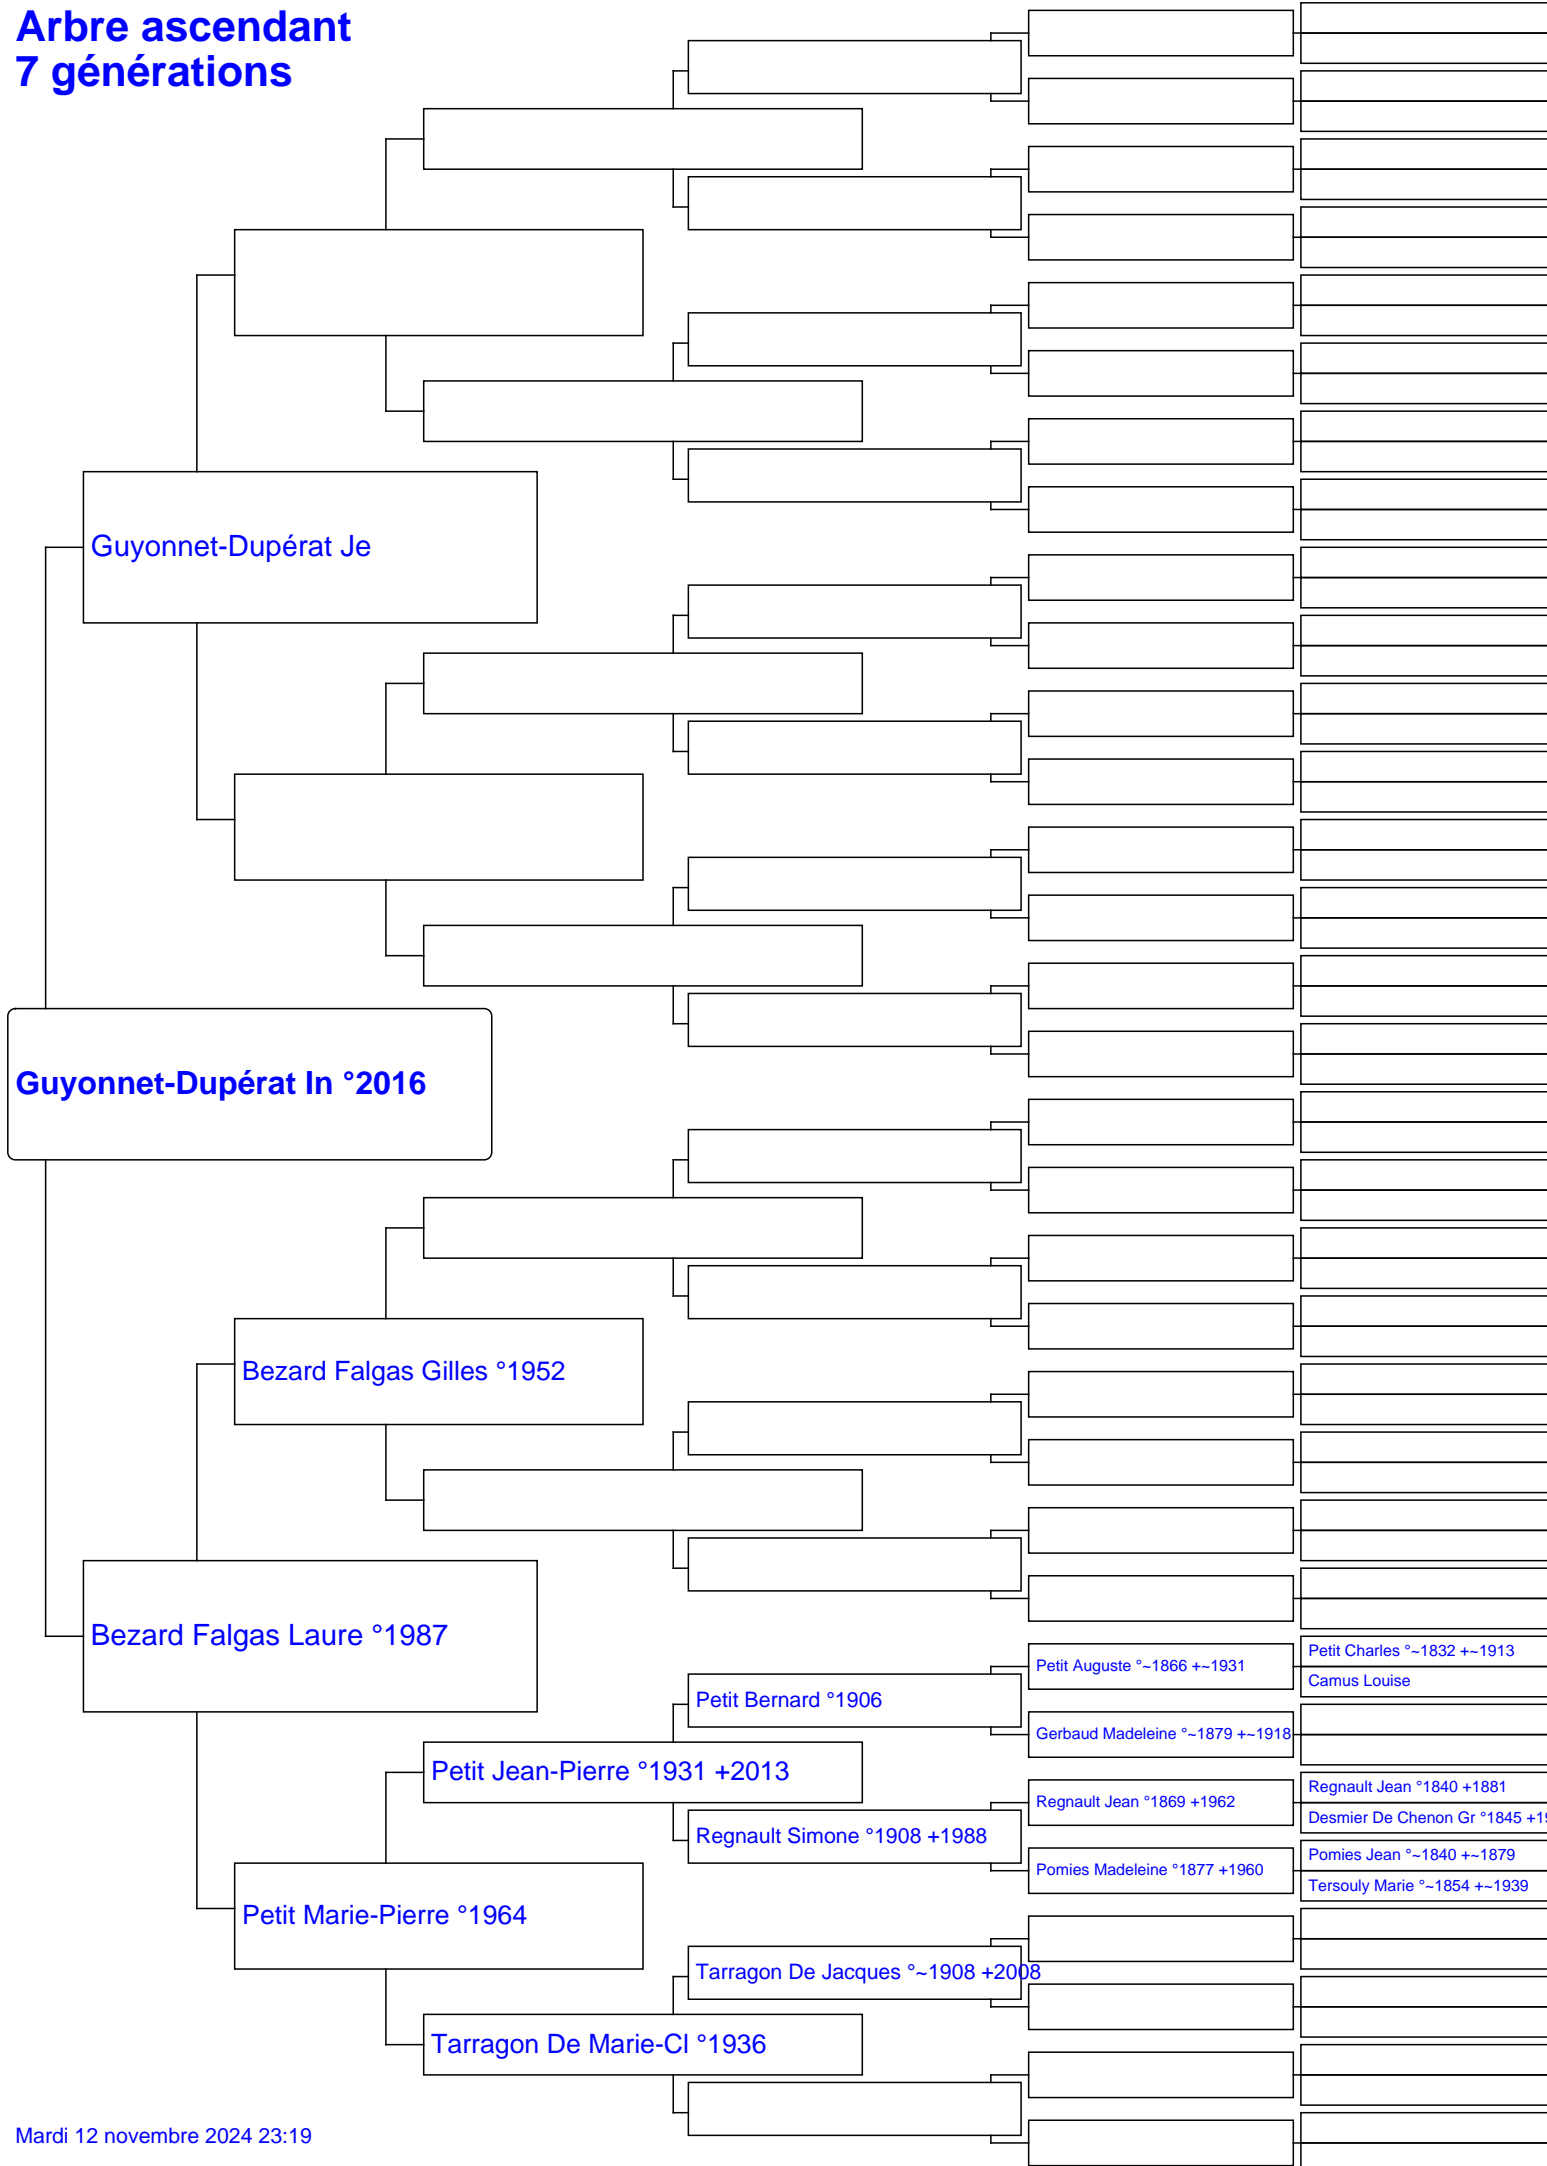 Arbre ascendant
7 générations
Guyonnet-Dupérat Je
Guyonnet-Dupérat In °2016
Bezard Falgas Gilles °1952
Bezard Falgas Laure °1987
Petit Charles °~1832 +~1913
Petit Auguste °~1866 +~1931
Camus Louise
Petit Bernard °1906
Gerbaud Madeleine °~1879 +~1918
Petit Jean-Pierre °1931 +2013
Regnault Jean °1840 +1881
Regnault Jean °1869 +1962
Desmier De Chenon Gr °1845 +19
Regnault Simone °1908 +1988
Pomies Jean °~1840 +~1879
Pomies Madeleine °1877 +1960
Tersouly Marie °~1854 +~1939
Petit Marie-Pierre °1964
Tarragon De Jacques °~1908 +2008
Tarragon De Marie-Cl °1936
Mardi 12 novembre 2024 23:19